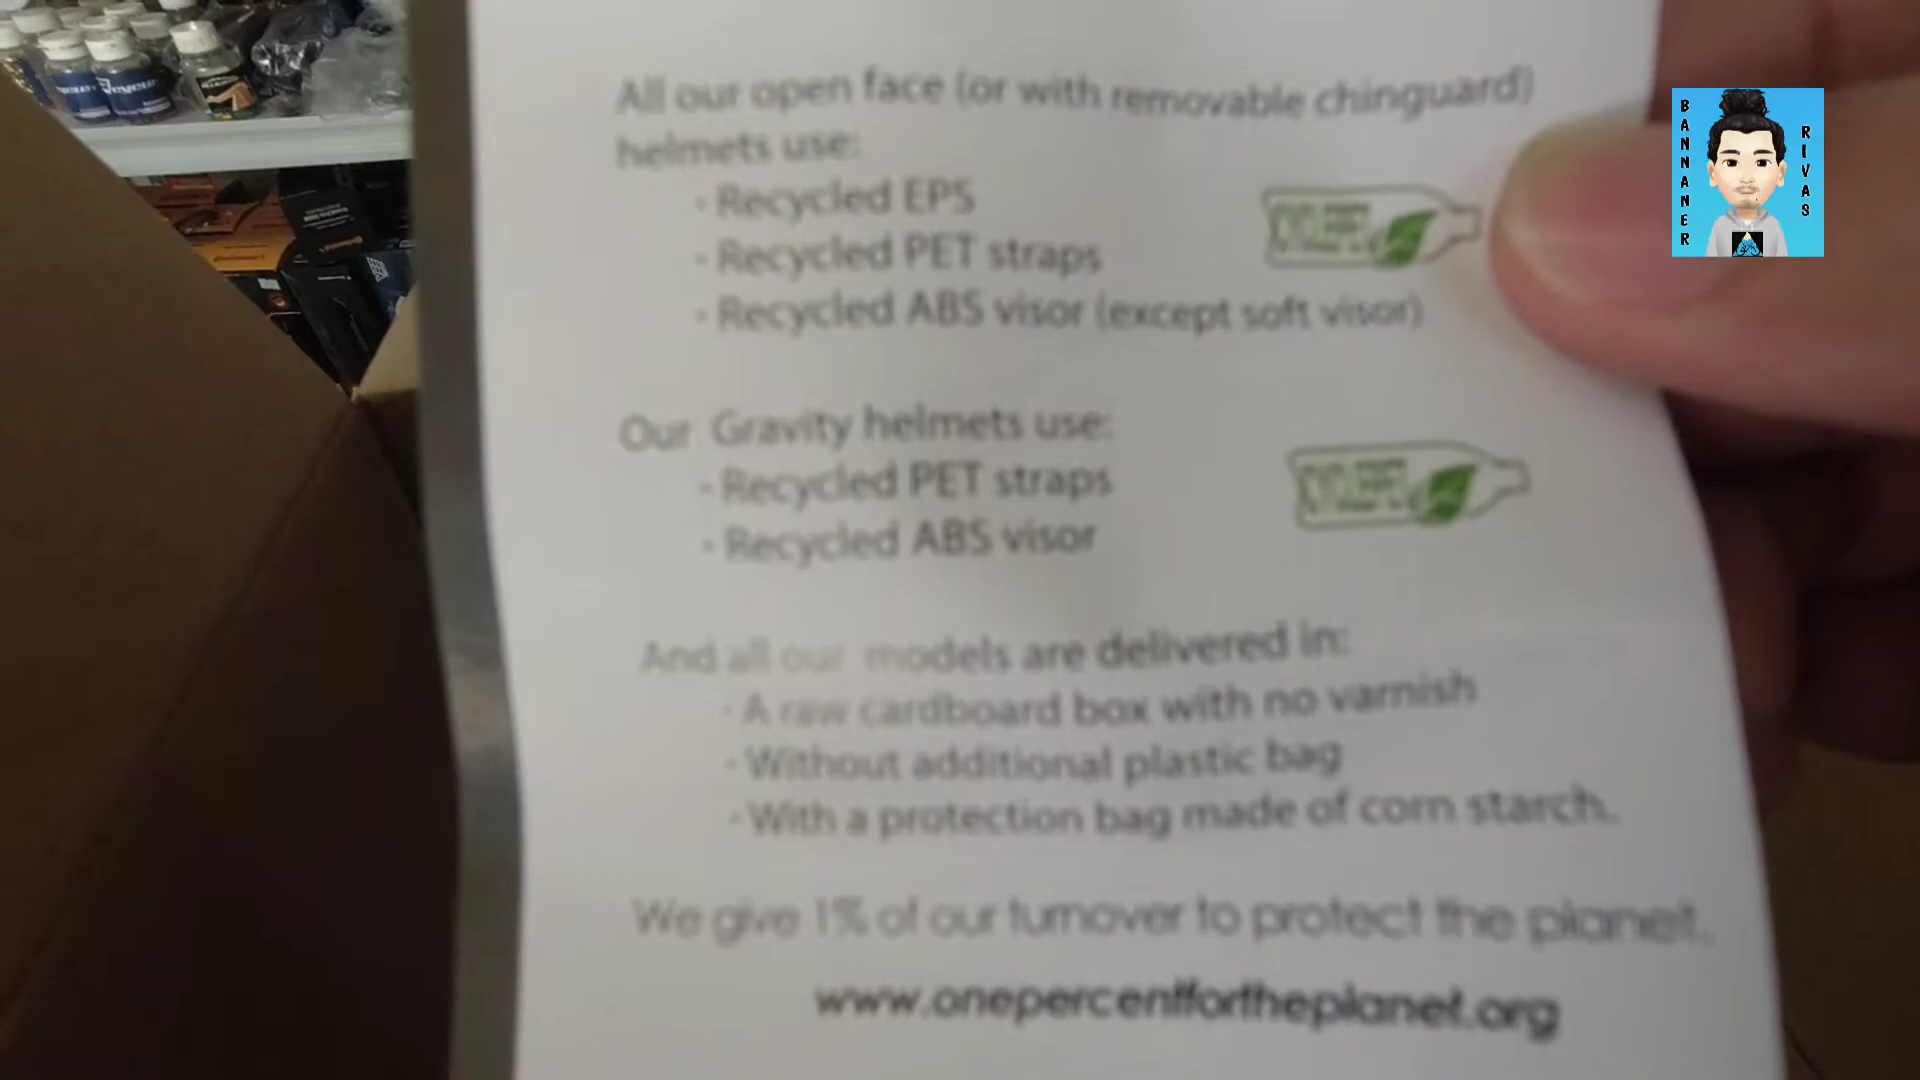 All our open face (or with removable chinguard)
helmets use:
- Recycled EPS
- Recycled PET straps
- Recycled ABS visor (except soft visor)
Our Gravity helmets use:
- Recycled PET straps
- Recycled ABS visor
And all our models are delivered in:
- A raw cardboard box with no varnish
- Without additional plastic bag
- With a protection bag made of corn starch.
We give 1% of our turnover to protect the planet.
www.onepercentfortheplanet.org
BANNANER
RIVAS